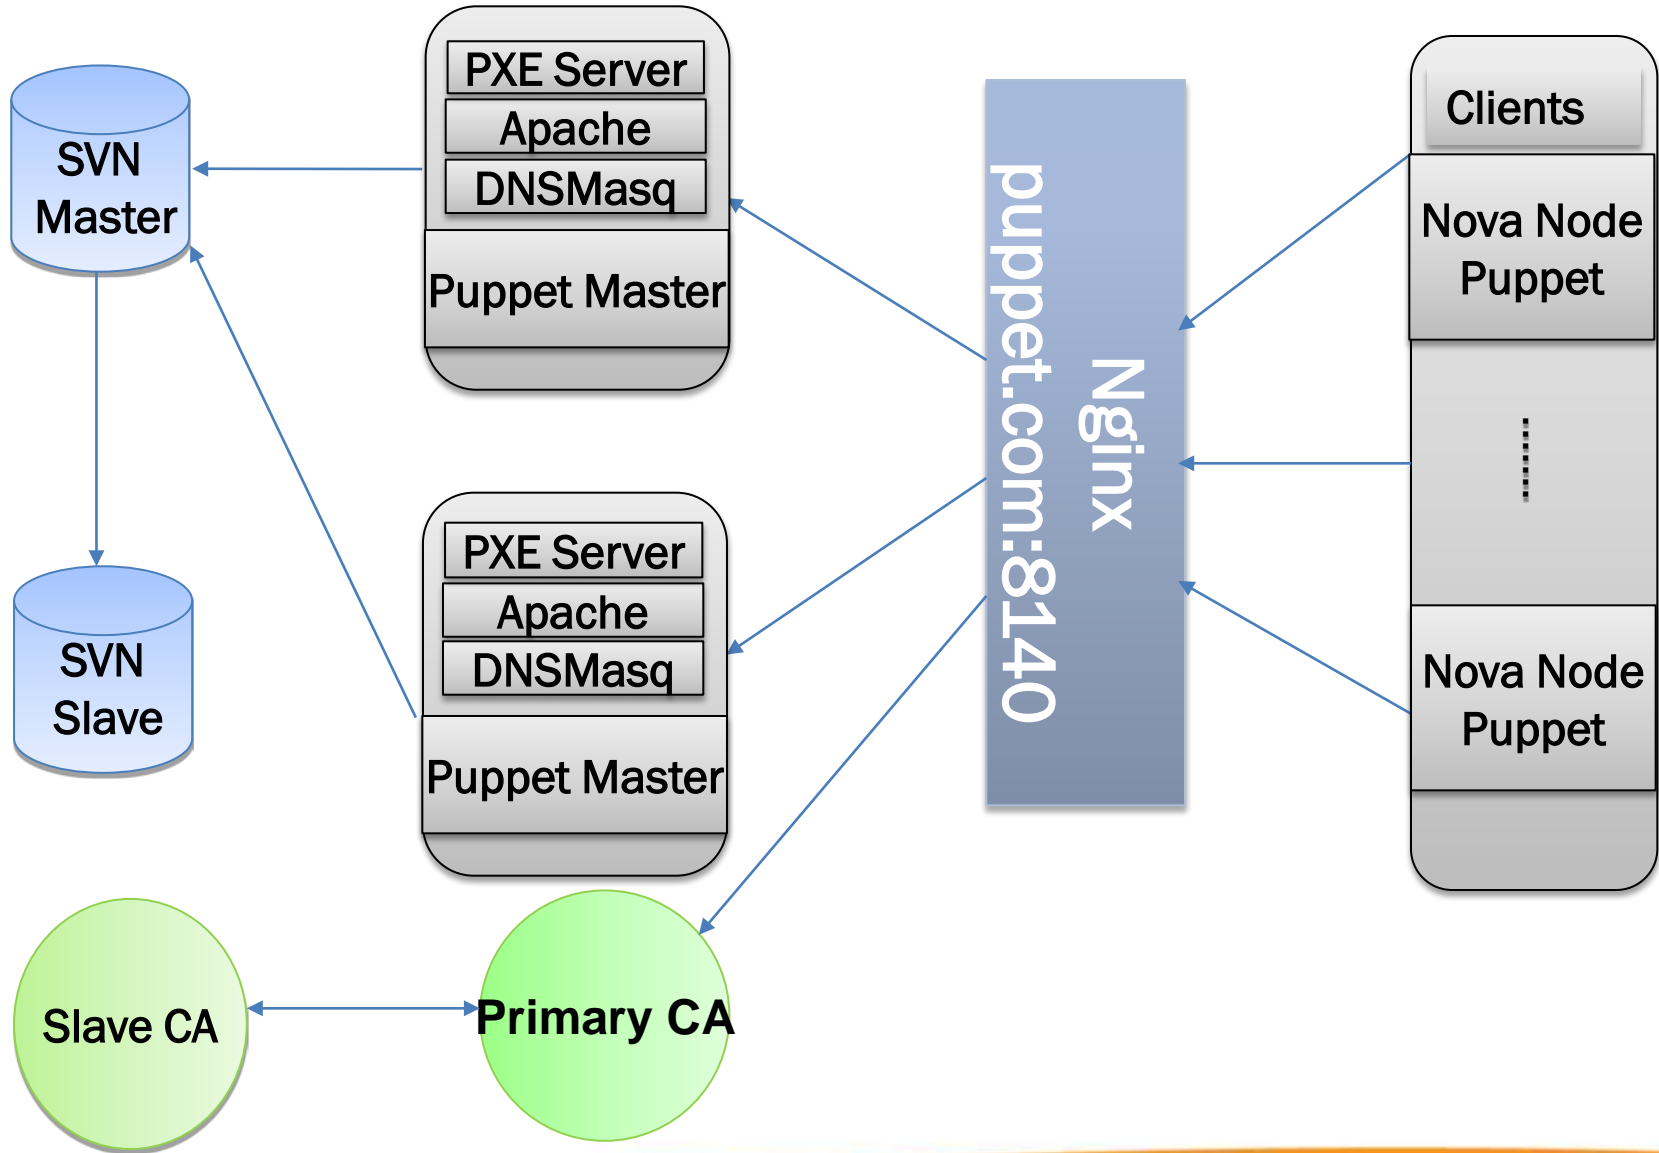 SVN
Master
SVN
Slave
PXE Server
Apache
DNSMasq
Puppet Master
PXE Server
Apache
DNSMasq
Puppet Master
Slave CA
Primary CA
Nginx
puppet.com:8140
Clients
Nova Node
Puppet
Nova Node
Puppet